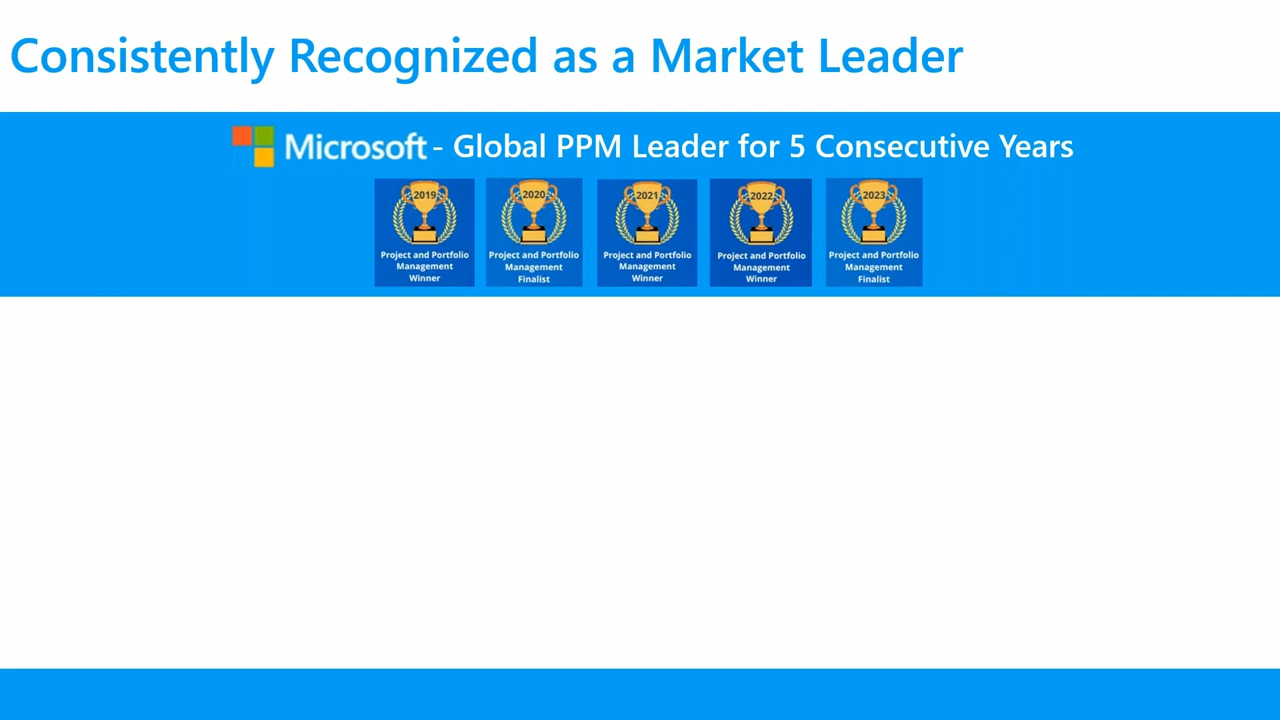 Consistently Recognized as a Market Leader
Microsoft - Global PPM Leader for 5 Consecutive Years
2019
Project and Portfolio
Management
Winner
2020
Project and Portfolio
Management
Finalist
2021
Project and Portfolio
Management
Winner
2022
Project and Portfolio
Management
Winner
2023
Project and Portfolio
Management
Finalist